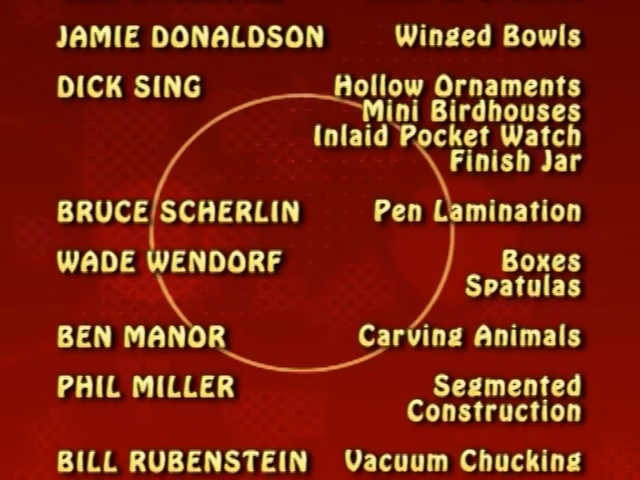 JAMIE DONALDSON Winged Bowls
DICK SING Hollow Ornaments
Mini Birdhouses
Inlaid Pocket Watch
Finish Jar
BRUCE SCHERLIN Pen Lamination
WADE WENDORF Boxes
Spatulas
BEN MANOR Carving Animals
PHIL MILLER Segmented
Construction
BILL RUBENSTEIN Vacuum Chucking